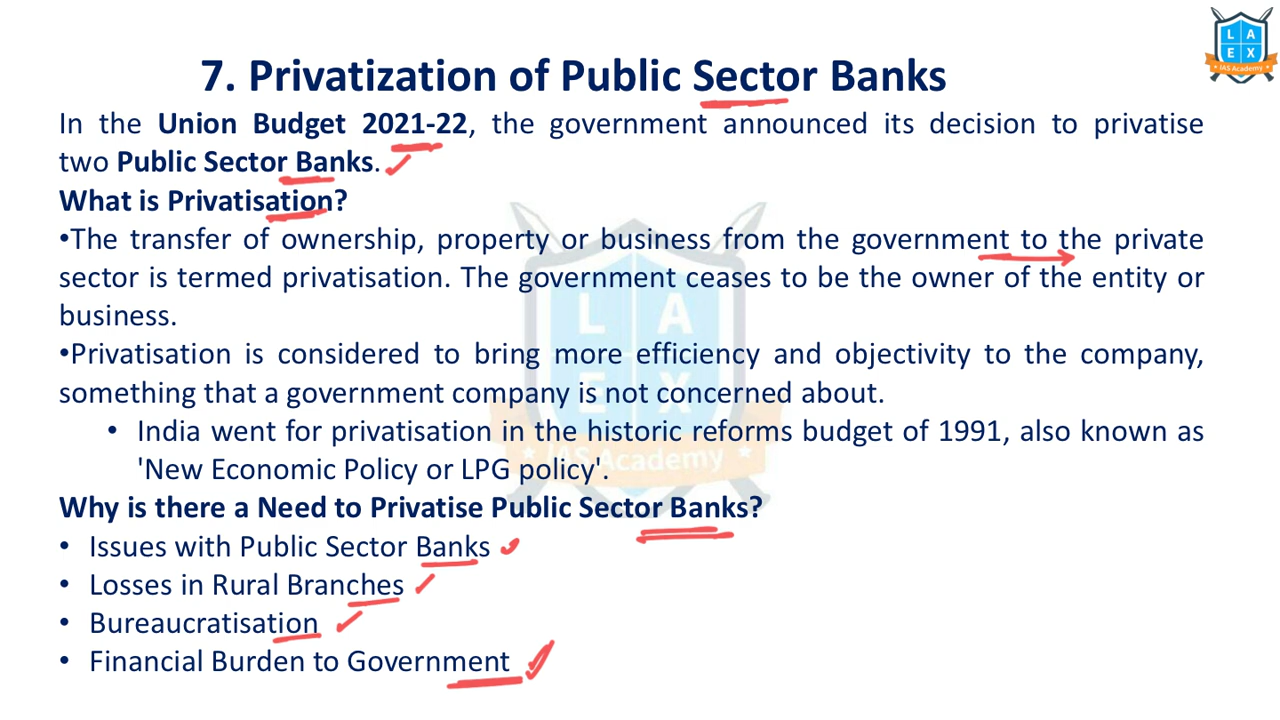 L A
E X
IAS Academy
7. Privatization of Public Sector Banks
In the Union Budget 2021-22, the government announced its decision to privatise
two Public Sector Banks.
What is Privatisation?
•The transfer of ownership, property or business from the government to the private
sector is termed privatisation. The government ceases to be the owner of the entity or
business.
•Privatisation is considered to bring more efficiency and objectivity to the company,
something that a government company is not concerned about.
• India went for privatisation in the historic reforms budget of 1991, also known as
'New Economic Policy or LPG policy'.
Why is there a Need to Privatise Public Sector Banks?
• Issues with Public Sector Banks
• Losses in Rural Branches
• Bureaucratisation
• Financial Burden to Government
L A
E X
IAS Academy